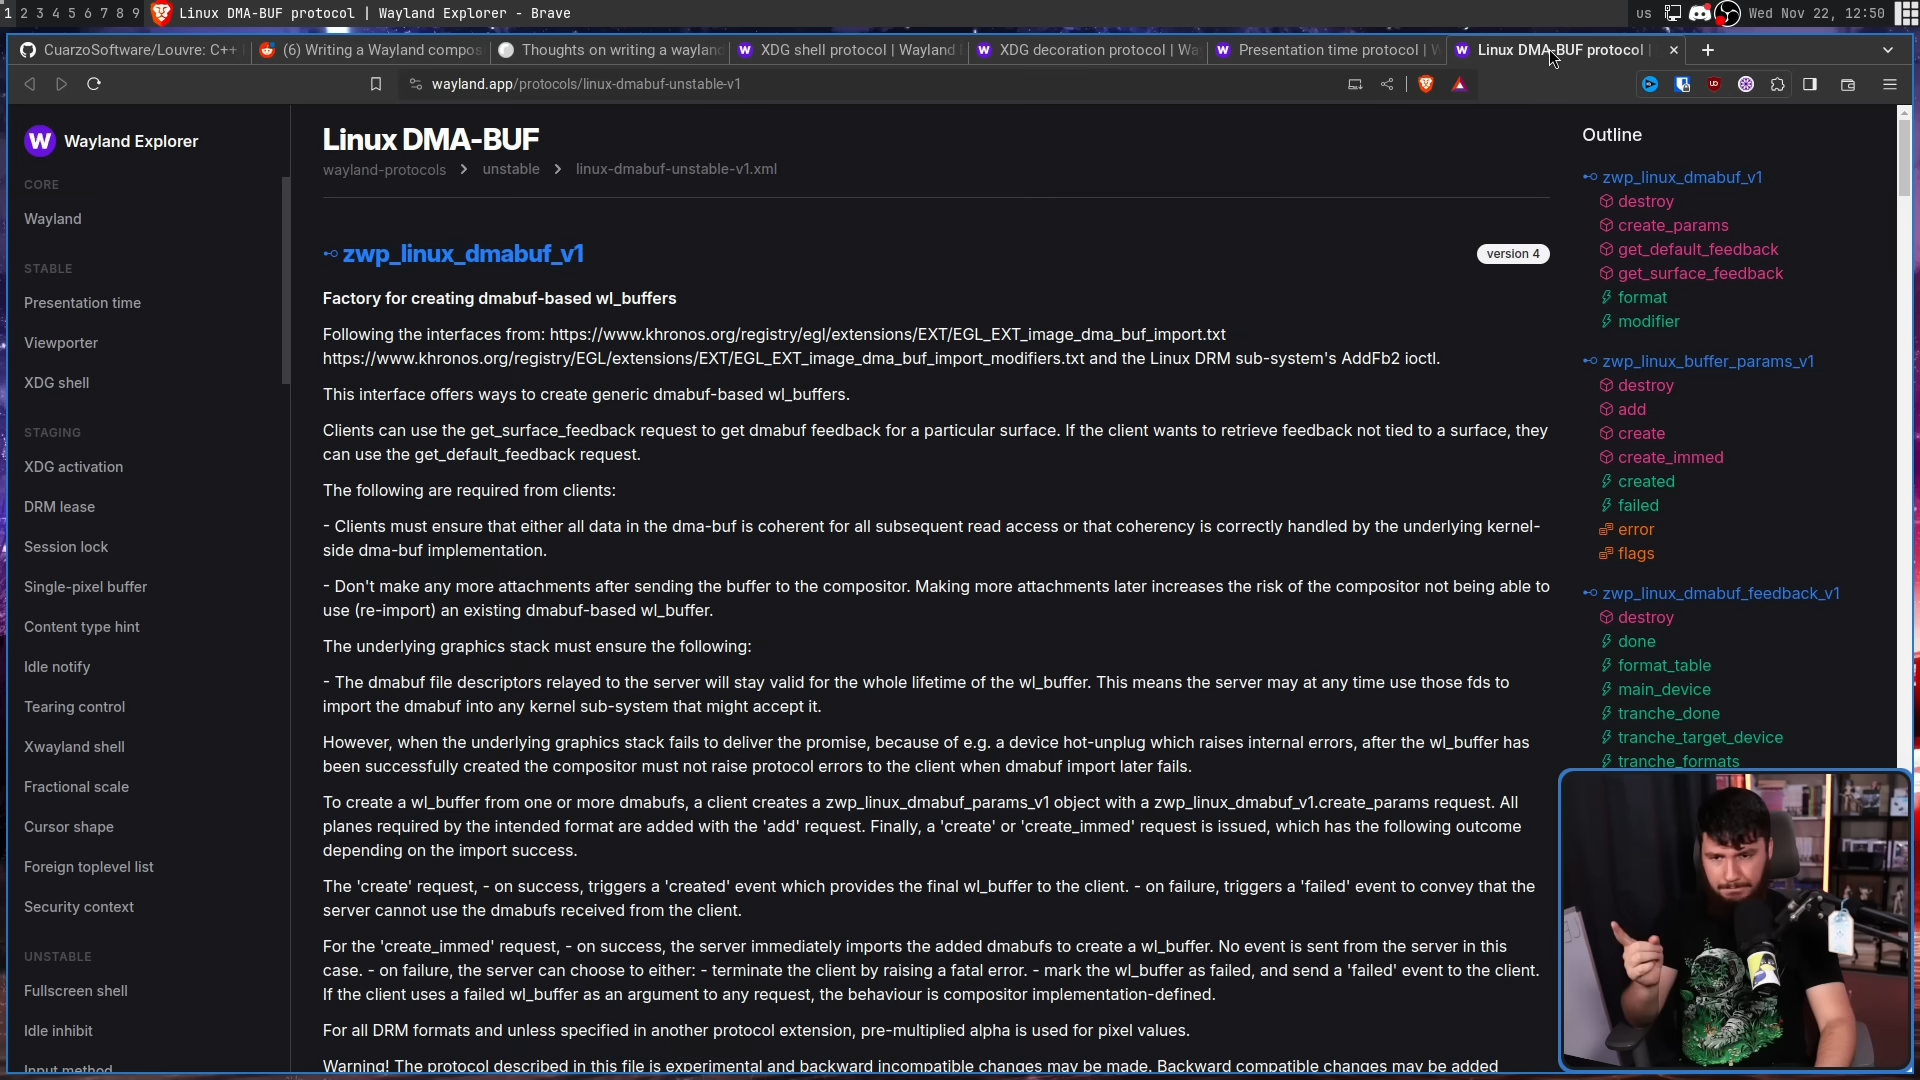 1 2 3 4 5 6 7 8 9 Linux DMA-BUF protocol | Wayland Explorer - Brave us Wed Nov 22, 12:50
CuarzoSoftware/Louvre: C++ (6) Writing a Wayland compos Thoughts on writing a wayland XDG shell protocol | Wayland XDG decoration protocol | Wa Presentation time protocol | W Linux DMA-BUF protocol |
wayland.app/protocols/linux-dmabuf-unstable-v1
W Wayland Explorer
CORE
Wayland
STABLE
Presentation time
Viewporter
XDG shell
STAGING
XDG activation
DRM lease
Session lock
Single-pixel buffer
Content type hint
Idle notify
Tearing control
Xwayland shell
Fractional scale
Cursor shape
Foreign toplevel list
Security context
UNSTABLE
Fullscreen shell
Idle inhibit
Input method
Linux DMA-BUF
wayland-protocols > unstable > linux-dmabuf-unstable-v1.xml
zwp_linux_dmabuf_v1 version 4
Factory for creating dmabuf-based wl_buffers
Following the interfaces from: https://www.khronos.org/registry/egl/extensions/EXT/EGL_EXT_image_dma_buf_import.txt
https://www.khronos.org/registry/EGL/extensions/EXT/EGL_EXT_image_dma_buf_import_modifiers.txt and the Linux DRM sub-system's AddFb2 ioctl.
This interface offers ways to create generic dmabuf-based wl_buffers.
Clients can use the get_surface_feedback request to get dmabuf feedback for a particular surface. If the client wants to retrieve feedback not tied to a surface, they
can use the get_default_feedback request.
The following are required from clients:
- Clients must ensure that either all data in the dma-buf is coherent for all subsequent read access or that coherency is correctly handled by the underlying kernel-
side dma-buf implementation.
- Don't make any more attachments after sending the buffer to the compositor. Making more attachments later increases the risk of the compositor not being able to
use (re-import) an existing dmabuf-based wl_buffer.
The underlying graphics stack must ensure the following:
- The dmabuf file descriptors relayed to the server will stay valid for the whole lifetime of the wl_buffer. This means the server may at any time use those fds to
import the dmabuf into any kernel sub-system that might accept it.
However, when the underlying graphics stack fails to deliver the promise, because of e.g. a device hot-unplug which raises internal errors, after the wl_buffer has
been successfully created the compositor must not raise protocol errors to the client when dmabuf import later fails.
To create a wl_buffer from one or more dmabufs, a client creates a zwp_linux_dmabuf_params_v1 object with a zwp_linux_dmabuf_v1.create_params request. All
planes required by the intended format are added with the 'add' request. Finally, a 'create' or 'create_immed' request is issued, which has the following outcome
depending on the import success.
The 'create' request, - on success, triggers a 'created' event which provides the final wl_buffer to the client. - on failure, triggers a 'failed' event to convey that the
server cannot use the dmabufs received from the client.
For the 'create_immed' request, - on success, the server immediately imports the added dmabufs to create a wl_buffer. No event is sent from the server in this
case. - on failure, the server can choose to either: - terminate the client by raising a fatal error. - mark the wl_buffer as failed, and send a 'failed' event to the client.
If the client uses a failed wl_buffer as an argument to any request, the behaviour is compositor implementation-defined.
For all DRM formats and unless specified in another protocol extension, pre-multiplied alpha is used for pixel values.
Warning! The protocol described in this file is experimental and backward incompatible changes may be made. Backward compatible changes may be added
Outline
zwp_linux_dmabuf_v1
destroy
create_params
get_default_feedback
get_surface_feedback
format
modifier
zwp_linux_buffer_params_v1
destroy
add
create
create_immed
created
failed
error
flags
zwp_linux_dmabuf_feedback_v1
destroy
done
format_table
main_device
tranche_done
tranche_target_device
tranche_formats